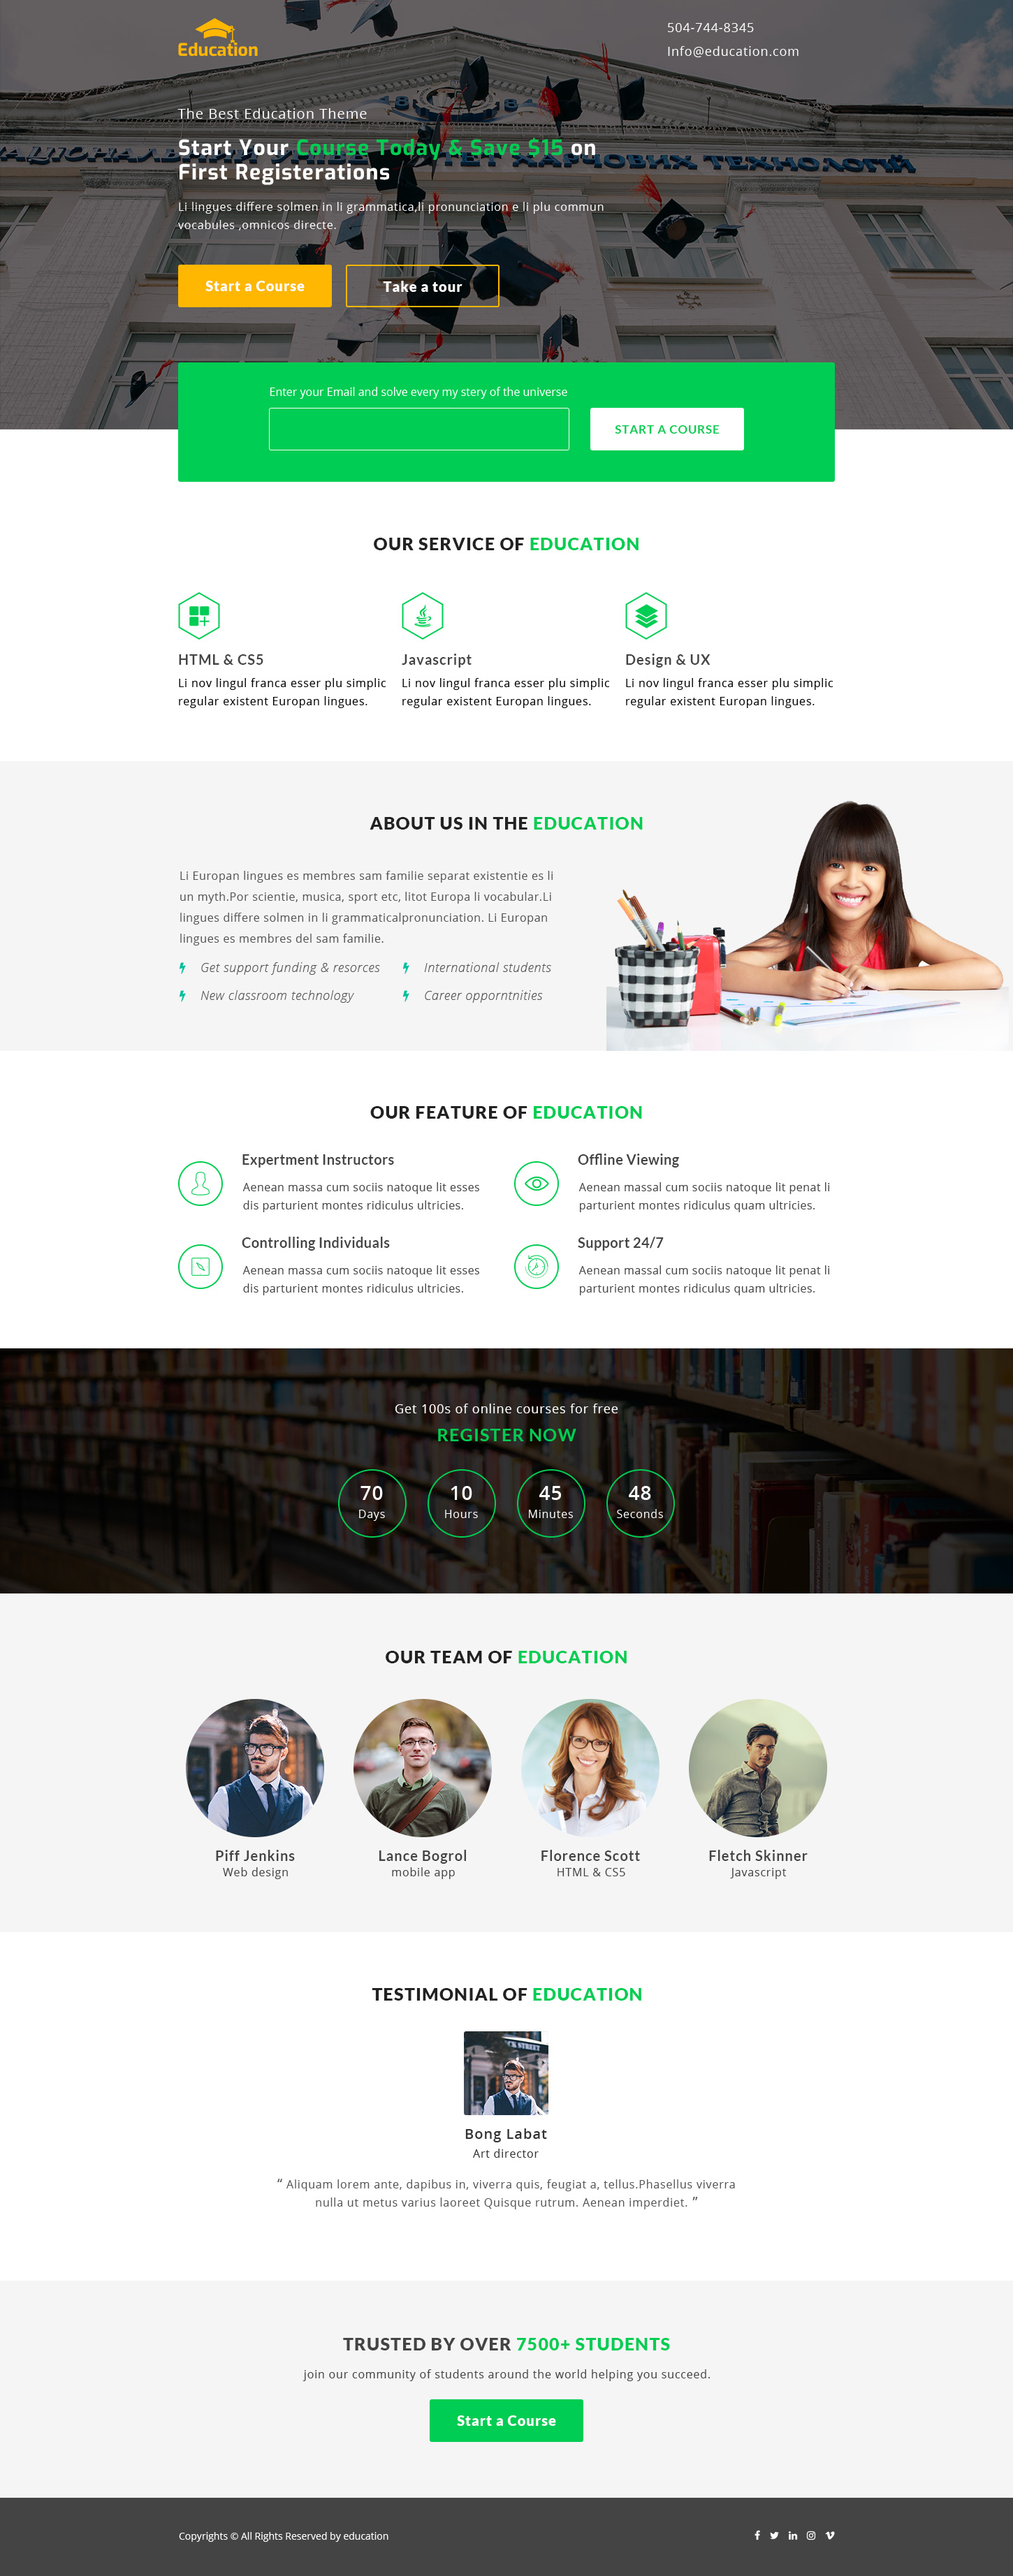 Education
504-744-8345
Info@education.com
The Best Education Theme
Start Your Course Today & Save $15 on
First Registerations
Li lingues differe solmen in li grammatica,li pronunciation e li plu commun
vocabules ,omnicos directe.
Start a Course
Take a tour
Enter your Email and solve every my stery of the universe
START A COURSE
OUR SERVICE OF EDUCATION
HTML & CS5
Li nov lingul franca esser plu simplic
regular existent Europan lingues.
Javascript
Li nov lingul franca esser plu simplic
regular existent Europan lingues.
Design & UX
Li nov lingul franca esser plu simplic
regular existent Europan lingues.
ABOUT US IN THE EDUCATION
Li Europan lingues es membres sam familie separat existentie es li
un myth.Por scientie, musica, sport etc, litot Europa li vocabular.Li
lingues differe solmen in Li grammaticalpronunciation. Li Europan
lingues es membres del sam familie.
Get support funding & resorces
International students
New classroom technology
Career opporntnities
OUR FEATURE OF EDUCATION
Expertment Instructors
Aenean massa cum sociis natoque lit esses
dis parturient montes ridiculus ultricies.
Offline Viewing
Aenean massal cum sociis natoque lit penat li
parturient montes ridiculus quam ultricies.
Controlling Individuals
Aenean massa cum sociis natoque lit esses
dis parturient montes ridiculus ultricies.
Support 24/7
Aenean massal cum sociis natoque lit penat li
parturient montes ridiculus quam ultricies.
Get 100s of online courses for free
REGISTER NOW
70 10 45 48
Days Hours Minutes Seconds
OUR TEAM OF EDUCATION
Piff Jenkins
Web design
Lance Bogrol
mobile app
Florence Scott
HTML & CS5
Fletch Skinner
Javascript
TESTIMONIAL OF EDUCATION
Bong Labat
Art director
“ Aliquam lorem ante, dapibus in, viverra quis, feugiat a, tellus.Phasellus viverra
nulla ut metus varius laoreet Quisque rutrum. Aenean imperdiet. ”
TRUSTED BY OVER 7500+ STUDENTS
join our community of students around the world helping you succeed.
Start a Course
Copyrights © All Rights Reserved by education